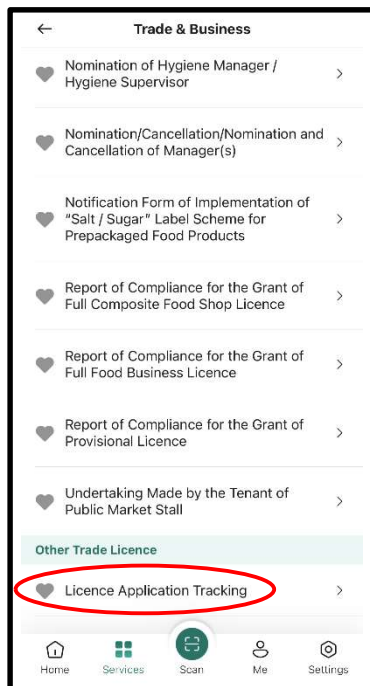 Trade & Business
Nomination of Hygiene Manager /
Hygiene Supervisor
Nomination/Cancellation/Nomination and
Cancellation of Manager(s)
Notification Form of Implementation of
“Salt / Sugar” Label Scheme for
Prepackaged Food Products
Report of Compliance for the Grant of
Full Composite Food Shop Licence
Report of Compliance for the Grant of
Full Food Business Licence
Report of Compliance for the Grant of
Provisional Licence
Undertaking Made by the Tenant of
Public Market Stall
Other Trade Licence
Licence Application Tracking
Home Services Scan Me Settings